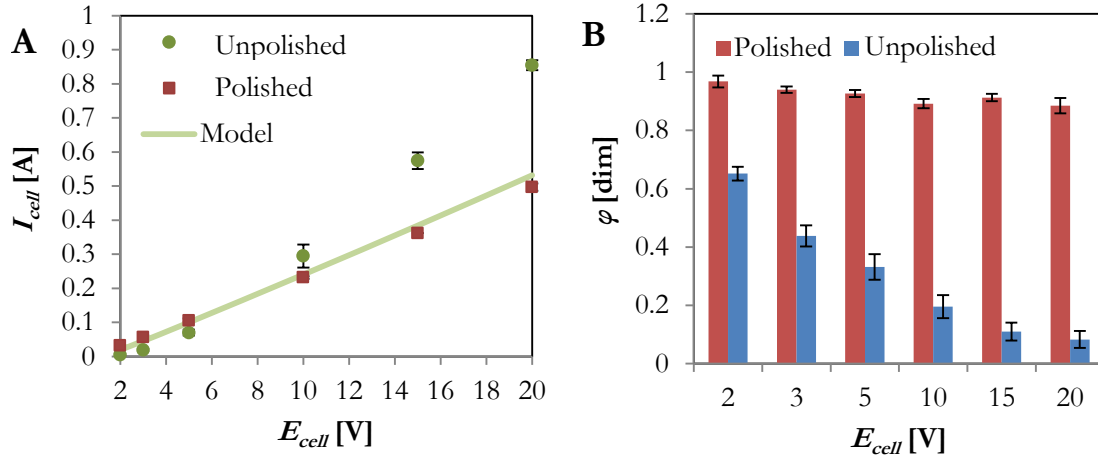 A
Unpolished
Polished
Model
1
0.9
0.8
0.7
0.6
0.5
0.4
0.3
0.2
0.1
0
I_cell [A]
2 4 6 8 10 12 14 16 18 20
E_cell [V]
B
Polished Unpolished
1.2
1
0.8
0.6
0.4
0.2
0
φ [dim]
2 3 5 10 15 20
E_cell [V]